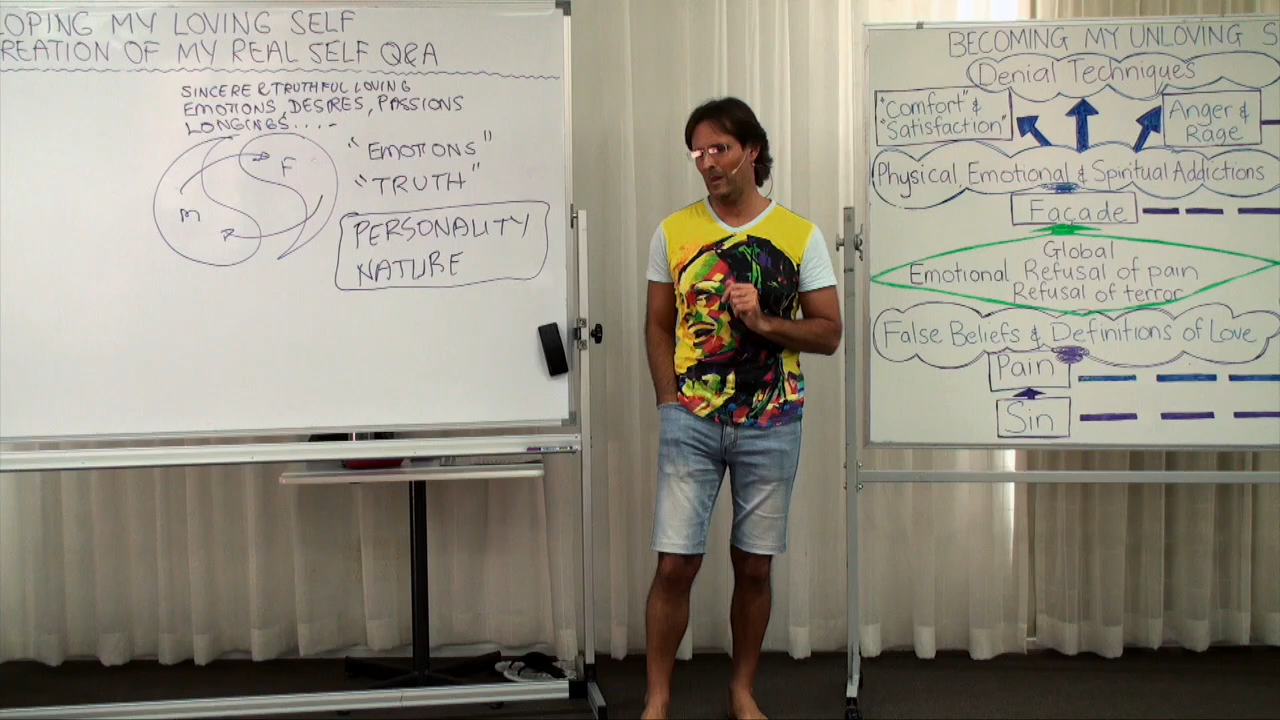 LOPING MY LOVING SELF
REATION OF MY REAL SELF Q&A
SINCERE & TRUTHFUL LOVING
EMOTIONS, DESIRES, PASSIONS
LONGINGS....
"EMOTIONS"
"TRUTH"
F
M
R
PERSONALITY
NATURE
BECOMING MY UNLOVING S
Denial Techniques
"Comfort" &
"Satisfaction"
Anger &
Rage
Physical, Emotional & Spiritual Addictions
Façade
Global
Emotional Refusal of pain
Refusal of terror
False Beliefs & Definitions of Love
Pain
Sin